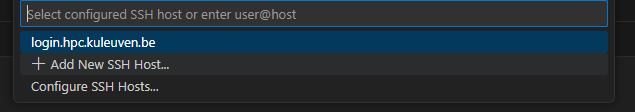 Select configured SSH host or enter user@host
login.hpc.kuleuven.be
+ Add New SSH Host...
Configure SSH Hosts...